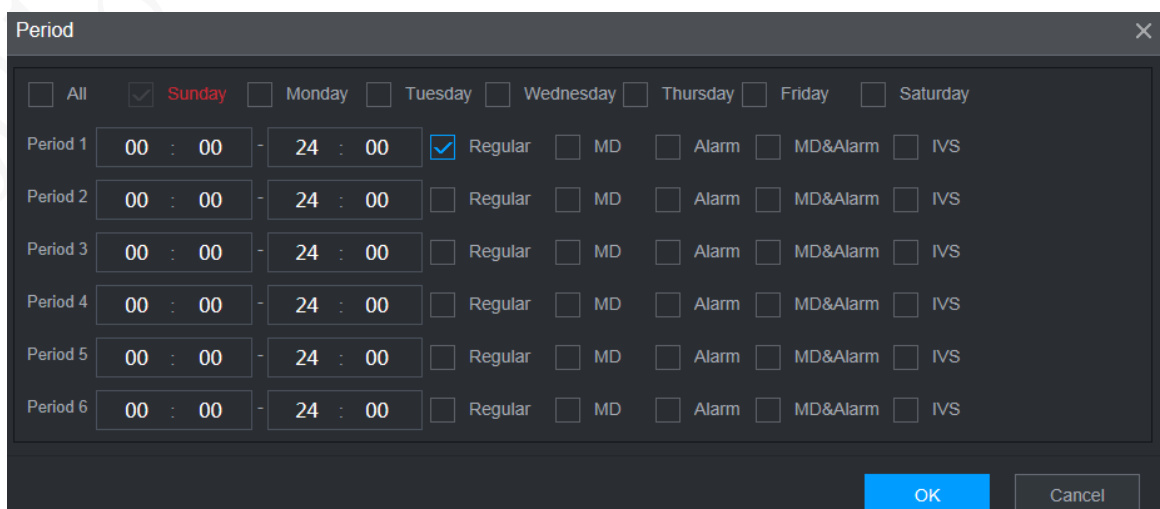 Period
All Sunday Monday Tuesday Wednesday Thursday Friday Saturday
Period 1 00 : 00 - 24 : 00 Regular MD Alarm MD&Alarm IVS
Period 2 00 : 00 - 24 : 00 Regular MD Alarm MD&Alarm IVS
Period 3 00 : 00 - 24 : 00 Regular MD Alarm MD&Alarm IVS
Period 4 00 : 00 - 24 : 00 Regular MD Alarm MD&Alarm IVS
Period 5 00 : 00 - 24 : 00 Regular MD Alarm MD&Alarm IVS
Period 6 00 : 00 - 24 : 00 Regular MD Alarm MD&Alarm IVS
OK Cancel